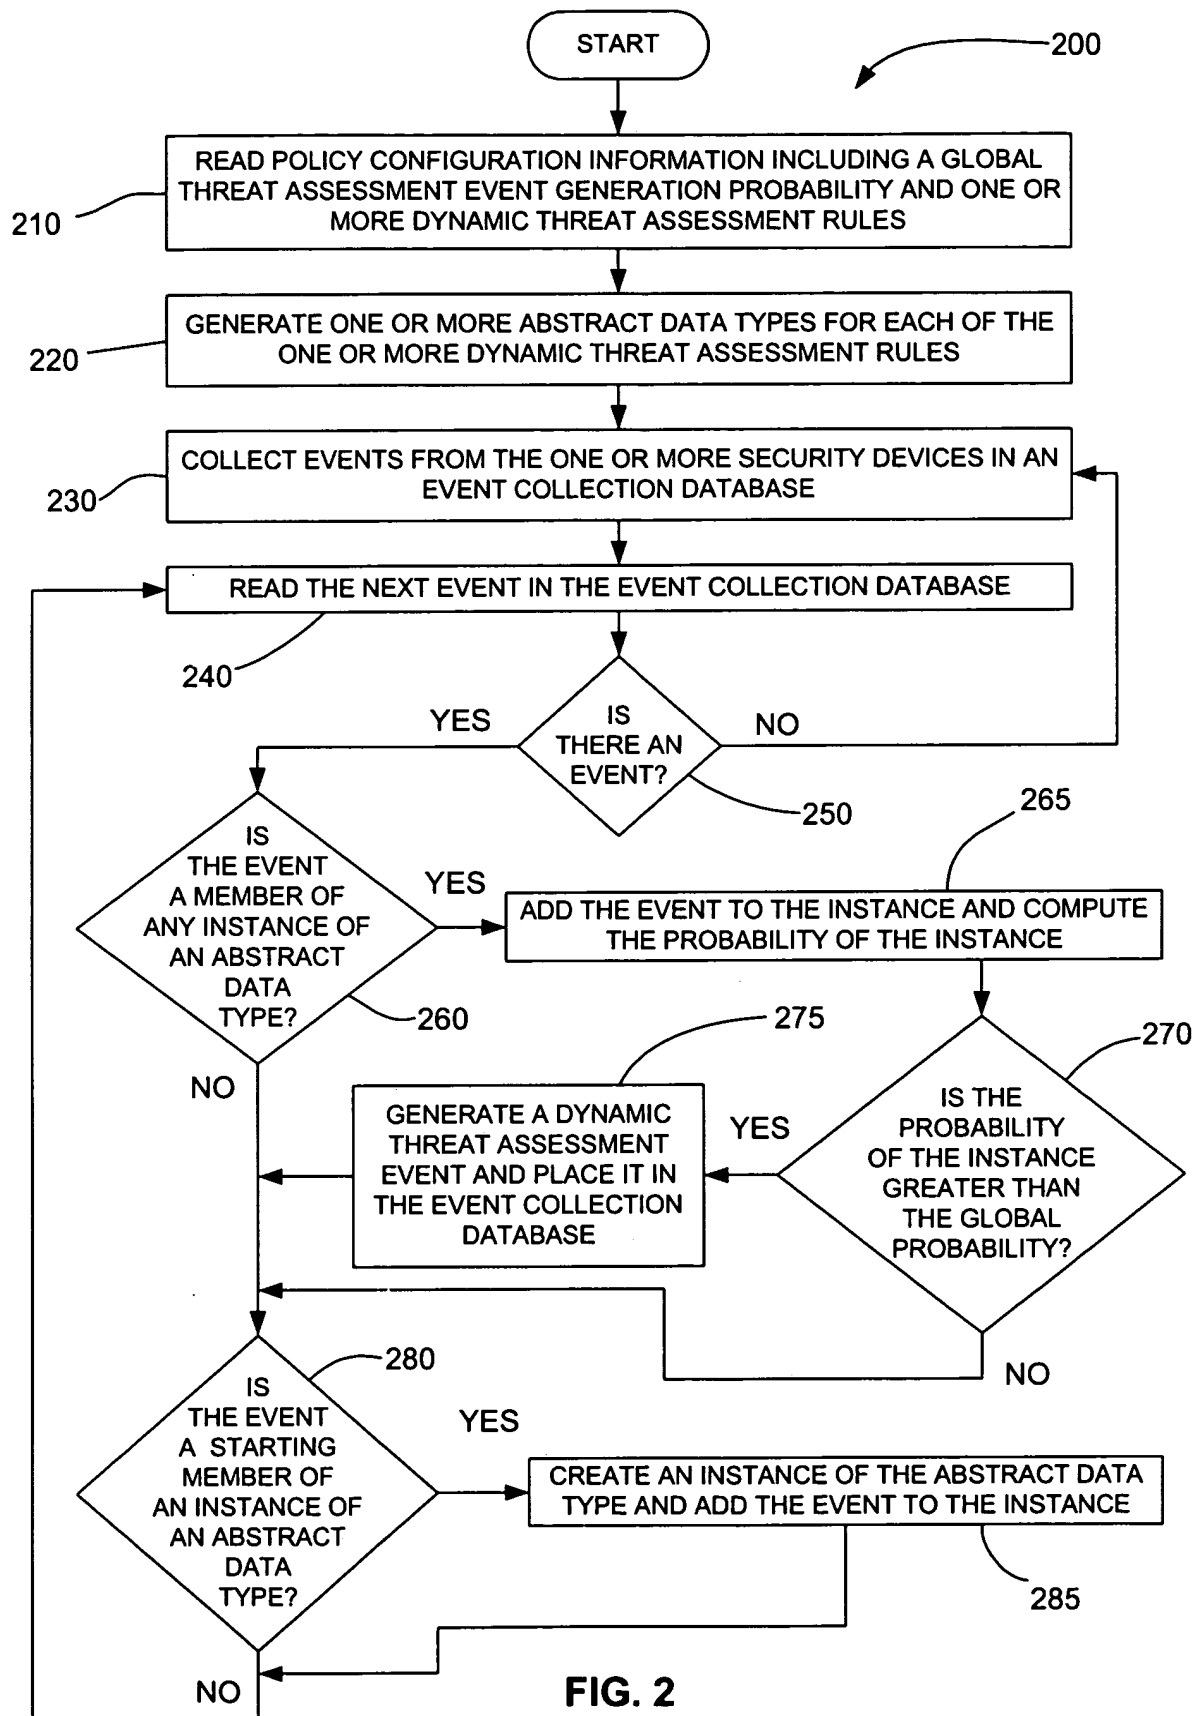 START
200
READ POLICY CONFIGURATION INFORMATION INCLUDING A GLOBAL
THREAT ASSESSMENT EVENT GENERATION PROBABILITY AND ONE OR
MORE DYNAMIC THREAT ASSESSMENT RULES
210
GENERATE ONE OR MORE ABSTRACT DATA TYPES FOR EACH OF THE
ONE OR MORE DYNAMIC THREAT ASSESSMENT RULES
220
COLLECT EVENTS FROM THE ONE OR MORE SECURITY DEVICES IN AN
EVENT COLLECTION DATABASE
230
READ THE NEXT EVENT IN THE EVENT COLLECTION DATABASE
240
IS
THERE AN
EVENT?
YES
NO
250
IS
THE EVENT
A MEMBER OF
ANY INSTANCE OF
AN ABSTRACT
DATA
TYPE?
YES
260
NO
265
ADD THE EVENT TO THE INSTANCE AND COMPUTE
THE PROBABILITY OF THE INSTANCE
270
IS THE
PROBABILITY
OF THE INSTANCE
GREATER THAN
THE GLOBAL
PROBABILITY?
YES
NO
275
GENERATE A DYNAMIC
THREAT ASSESSMENT
EVENT AND PLACE IT IN
THE EVENT COLLECTION
DATABASE
280
IS
THE EVENT
A STARTING
MEMBER OF
AN INSTANCE OF
AN ABSTRACT
DATA
TYPE?
YES
NO
CREATE AN INSTANCE OF THE ABSTRACT DATA
TYPE AND ADD THE EVENT TO THE INSTANCE
285
FIG. 2